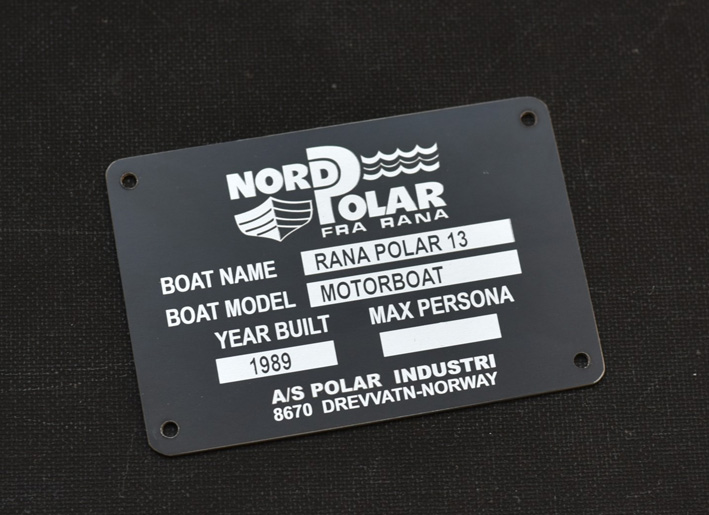 NORD POLAR
FRA RANA
BOAT NAME RANA POLAR 13
BOAT MODEL MOTORBOAT
YEAR BUILT MAX PERSONA
1989
A/S POLAR INDUSTRI
8670 DREVVATN-NORWAY